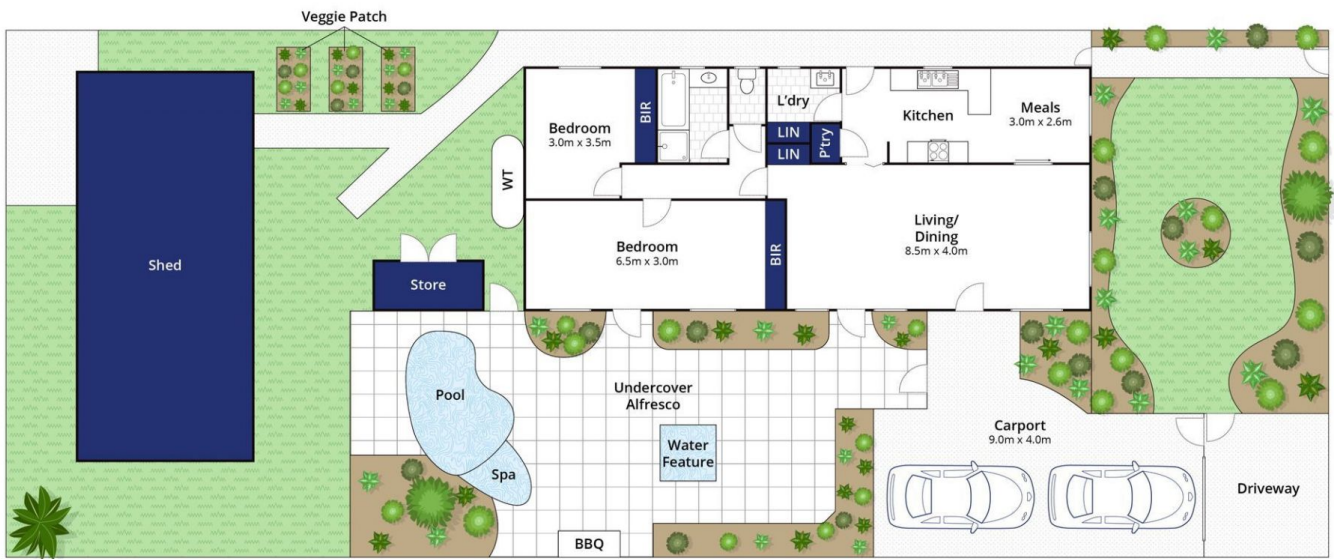 Veggie Patch
Shed
WT
Store
Bedroom
3.0m x 3.5m
BIR
L'dry
LIN
LIN
P'try
Kitchen
Meals
3.0m x 2.6m
Bedroom
6.5m x 3.0m
BIR
Living/
Dining
8.5m x 4.0m
Pool
Spa
Undercover
Alfresco
Water
Feature
BBQ
Carport
9.0m x 4.0m
Driveway